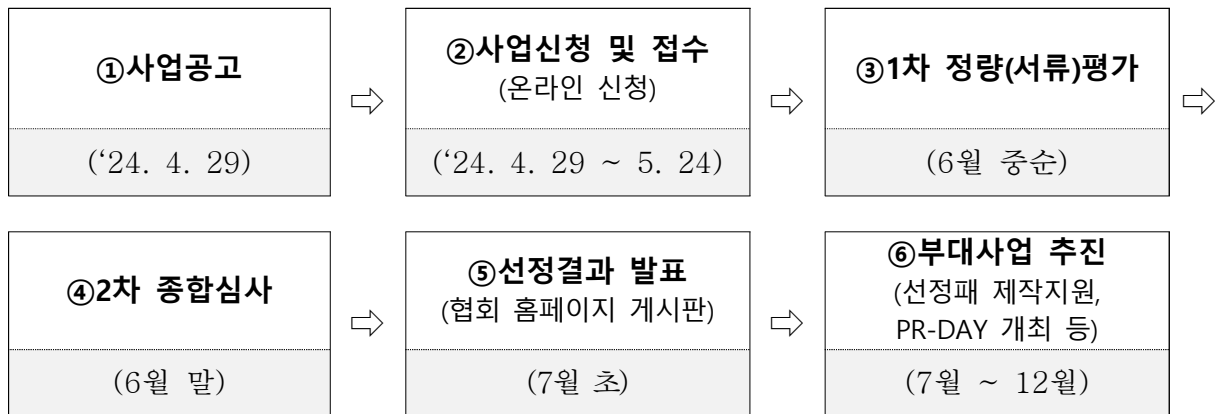 ①사업공고
('24. 4. 29)
②사업신청 및 접수
(온라인 신청)
(‘24. 4. 29 ~ 5. 24)
③1차 정량(서류)평가
(6월 중순)
④2차 종합심사
(6월 말)
⑤선정결과 발표
(협회 홈페이지 게시판)
(7월 초)
⑥부대사업 추진
(선정패 제작지원,
PR-DAY 개최 등)
(7월 ~ 12월)